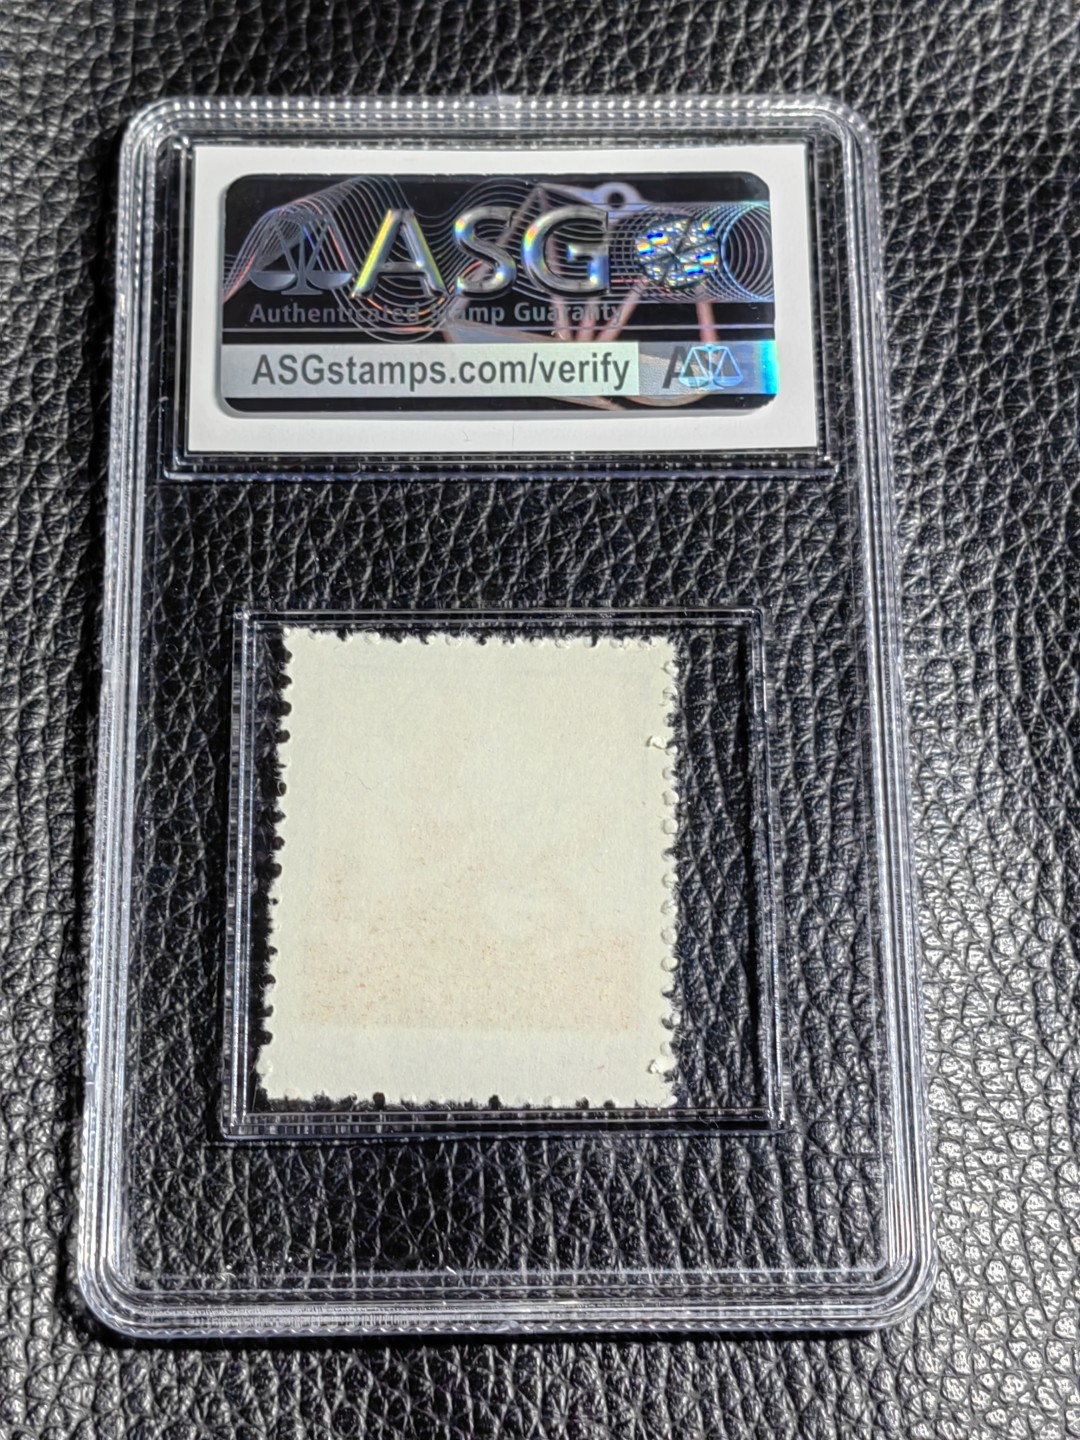 ASG
Authenticated Stamp Guaranty
ASGstamps.com/verify